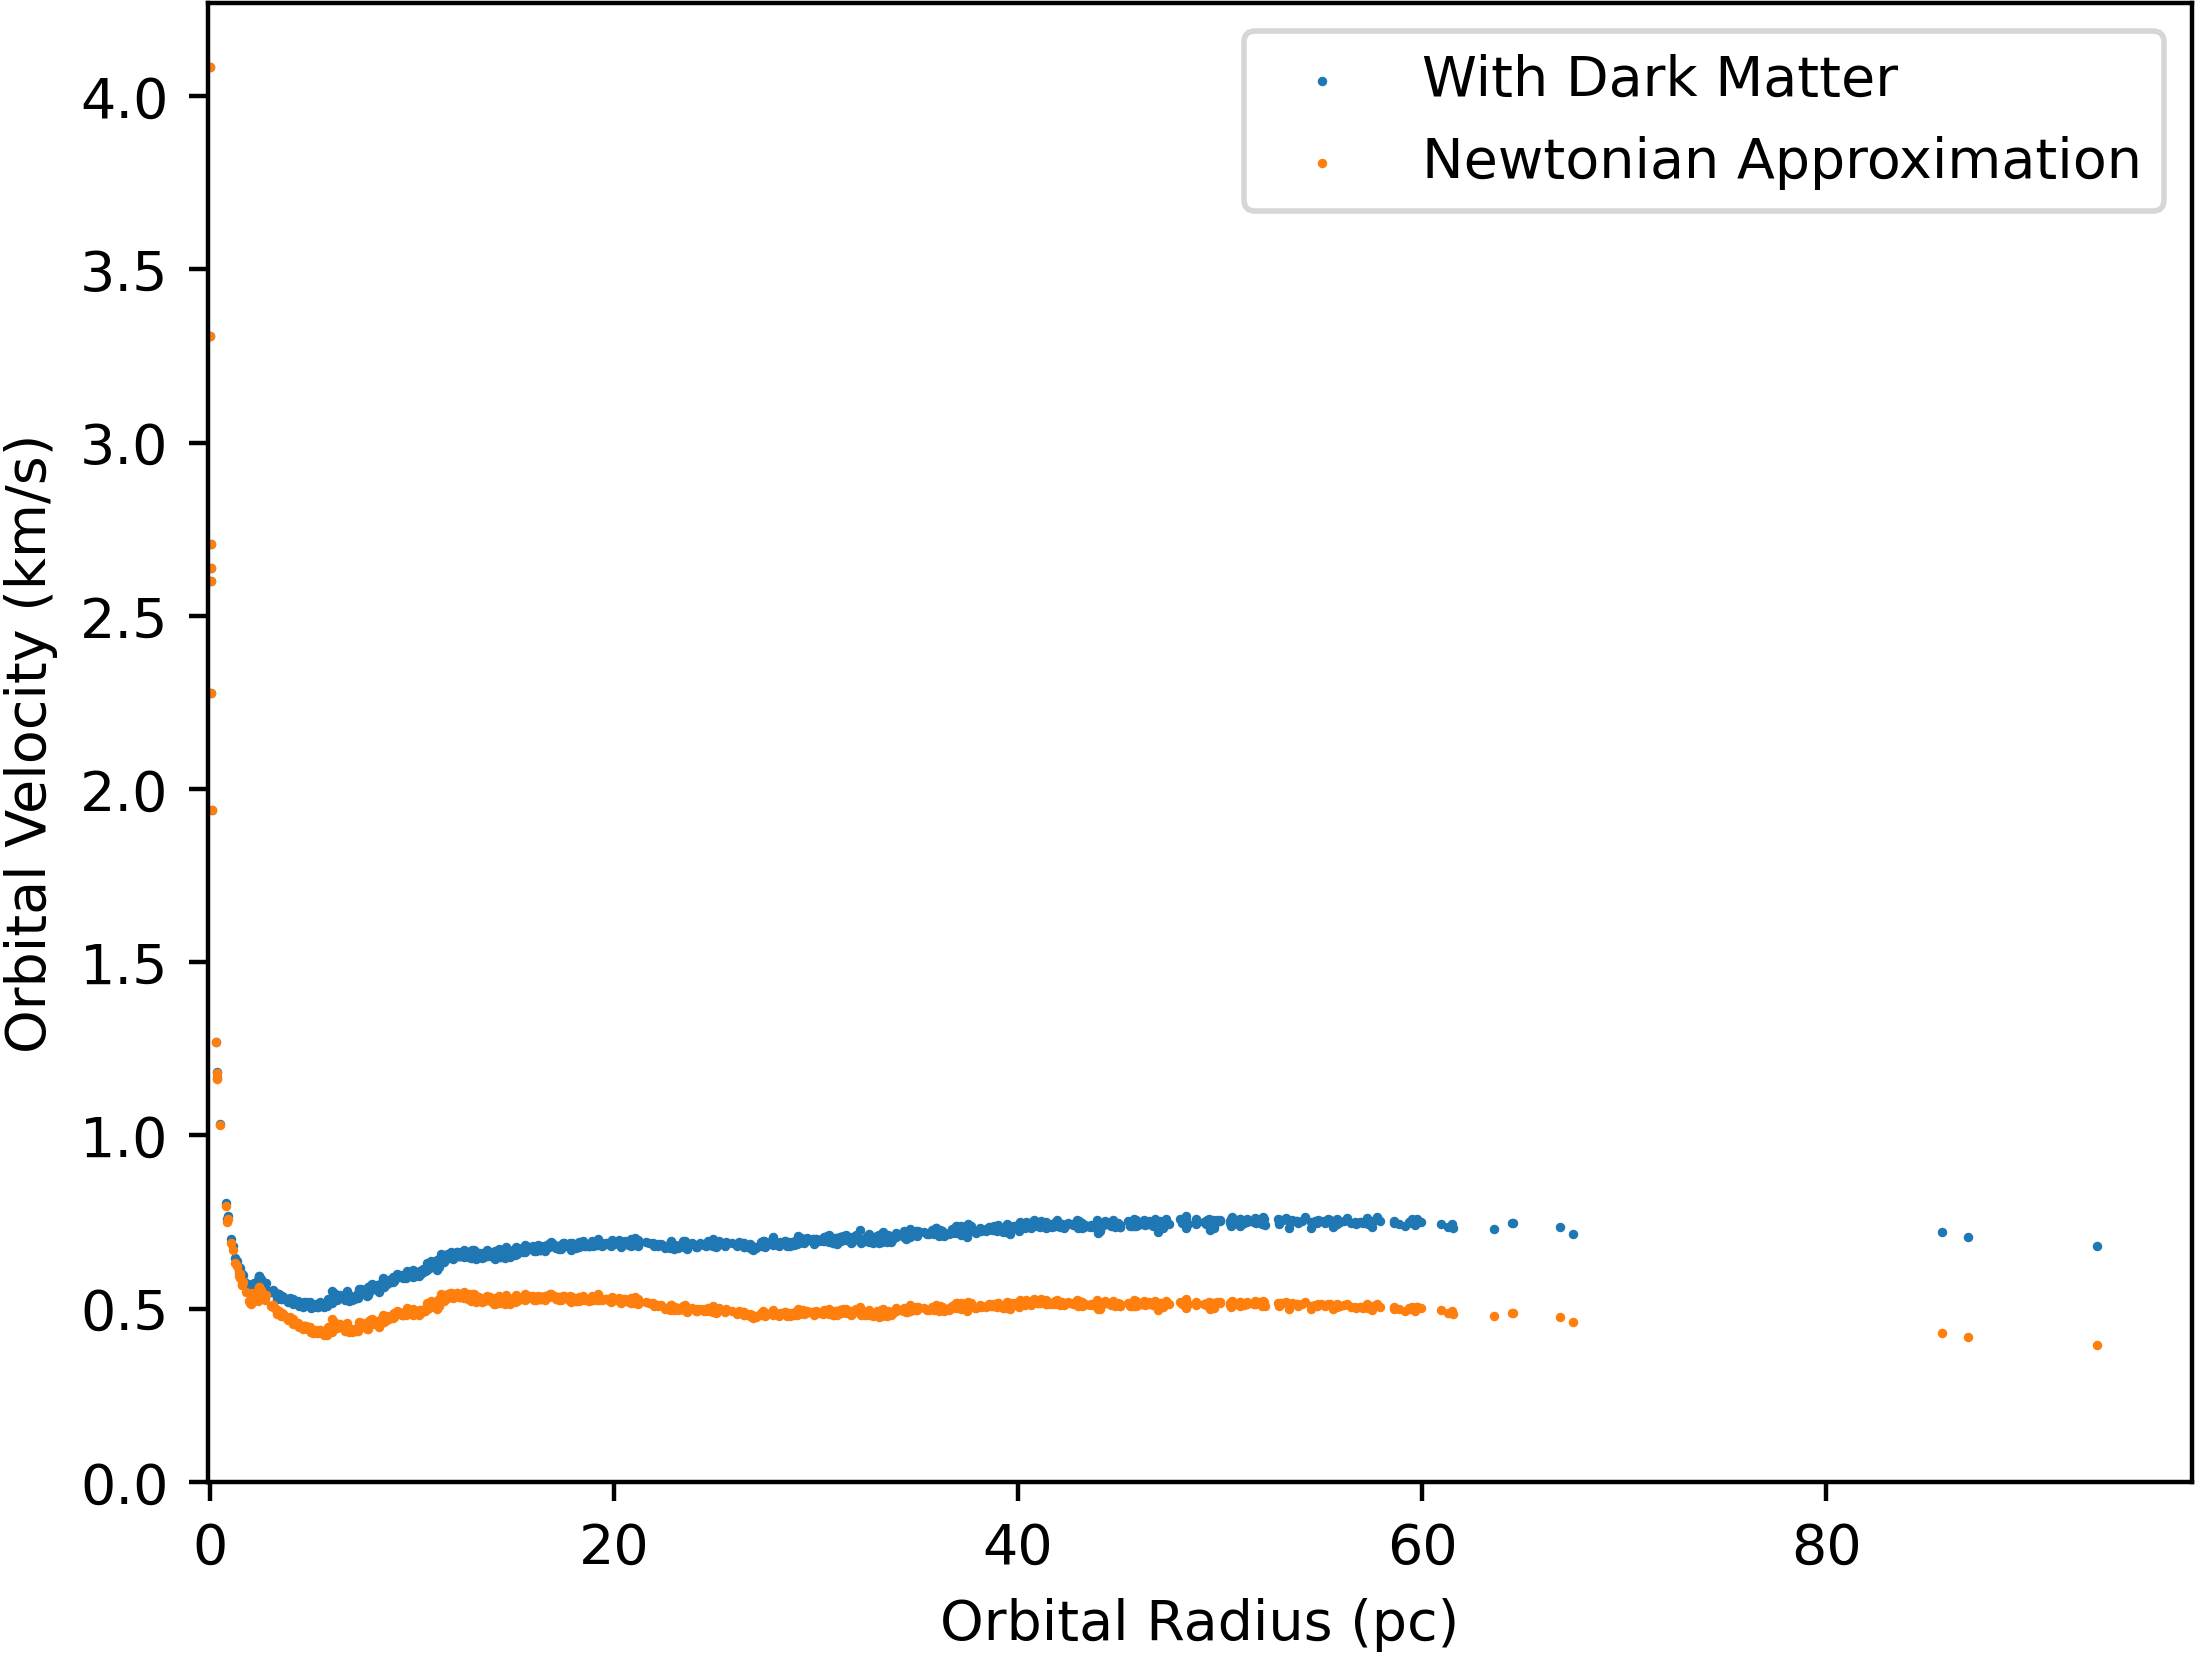 With Dark Matter
Newtonian Approximation
4.0
3.5
3.0
2.5
2.0
1.5
1.0
0.5
0.0
Orbital Velocity (km/s)
0 20 40 60 80
Orbital Radius (pc)